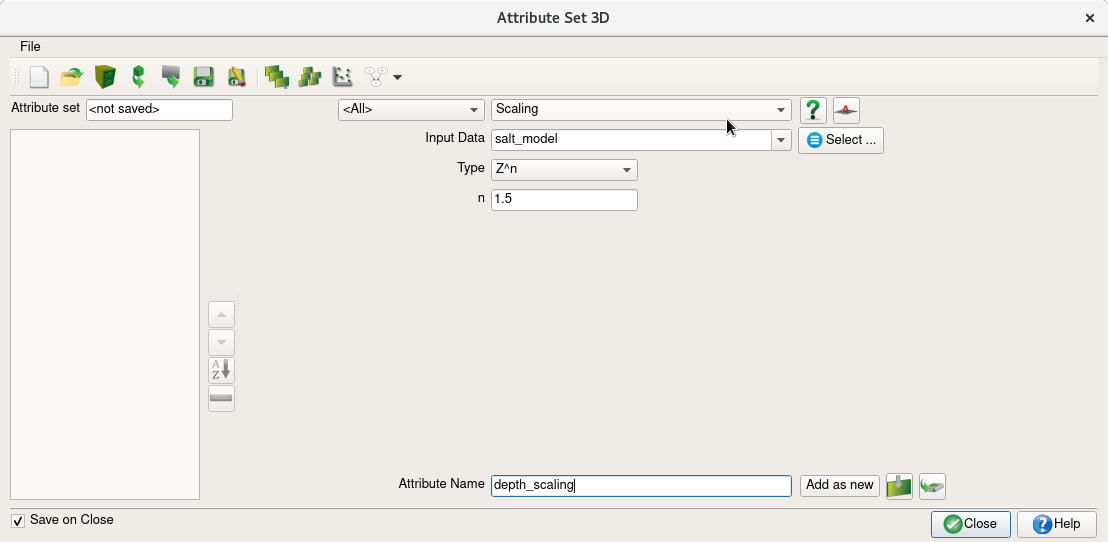 Attribute Set 3D
File
Attribute set <not saved> <All> Scaling
Input Data salt_model Select ...
Type Z^n
n 1.5
A
Z
Attribute Name depth_scaling Add as new
Save on Close
Close Help